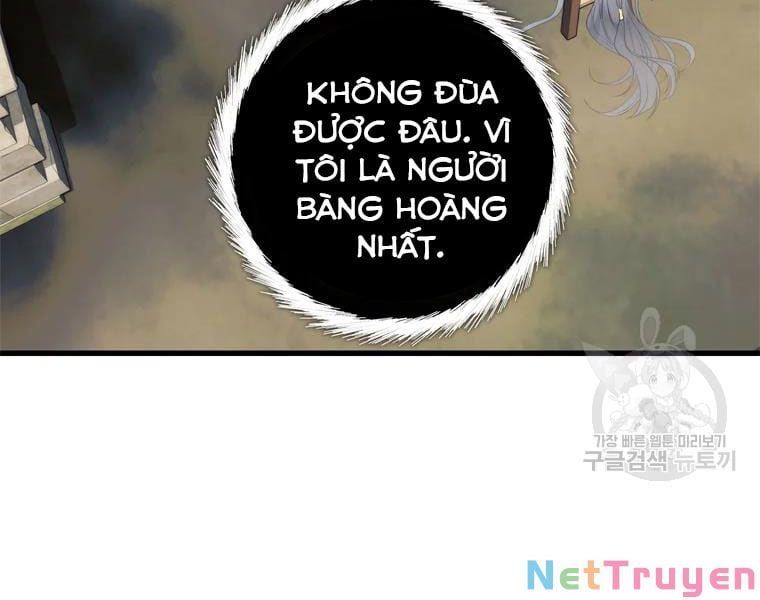 KHÔNG ĐÙA
ĐƯỢC ĐÂU. VÌ
TÔI LÀ NGƯỜI
BÀNG HOÀNG
NHẤT.
가장 빠른 웹툰 미리보기
구글검색 뉴토끼
NetTruyen